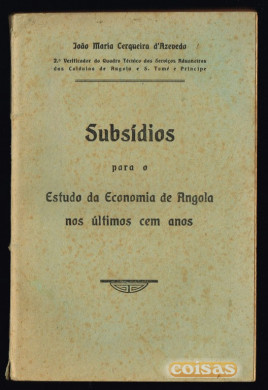 João Maria Cerqueira d'Azevedo
2.º Verificador do Quadro Técnico dos Serviços Aduaneiros
das Colónias de Angola e S. Tomé e Príncipe
Subsídios
para o
Estudo da Economia de Angola
nos últimos cem anos
coisas